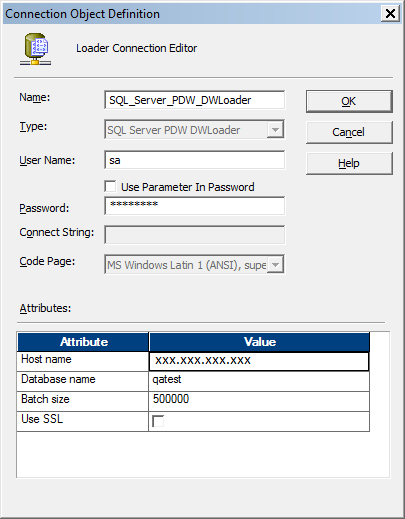 Connection Object Definition
Loader Connection Editor
Name: SQL_Server_PDW_DWLoader OK
Type: SQL Server PDW DWLoader Cancel
User Name: sa Help
Use Parameter In Password
Password: ********
Connect String:
Code Page: MS Windows Latin 1 (ANSI), supe
Attributes:
Attribute Value
Host name xxx.xxx.xxx.xxx
Database name qatest
Batch size 500000
Use SSL